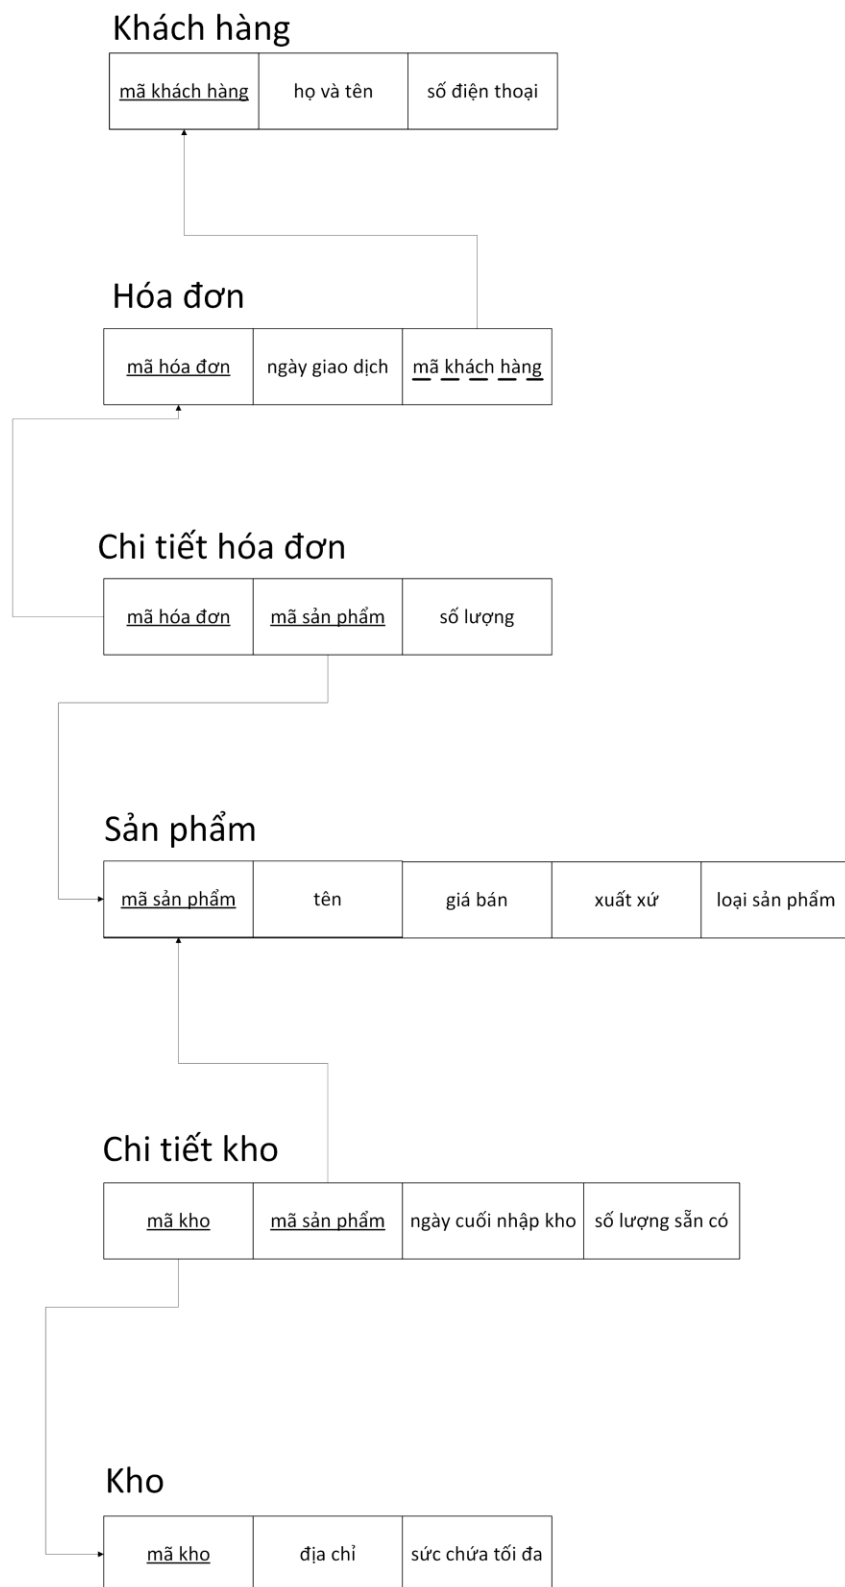 Khách hàng
mã khách hàng họ và tên số điện thoại
Hóa đơn
mã hóa đơn ngày giao dịch mã khách hàng
Chi tiết hóa đơn
mã hóa đơn mã sản phẩm số lượng
Sản phẩm
mã sản phẩm tên giá bán xuất xứ loại sản phẩm
Chi tiết kho
mã kho mã sản phẩm ngày cuối nhập kho số lượng sẵn có
Kho
mã kho địa chỉ sức chứa tối đa